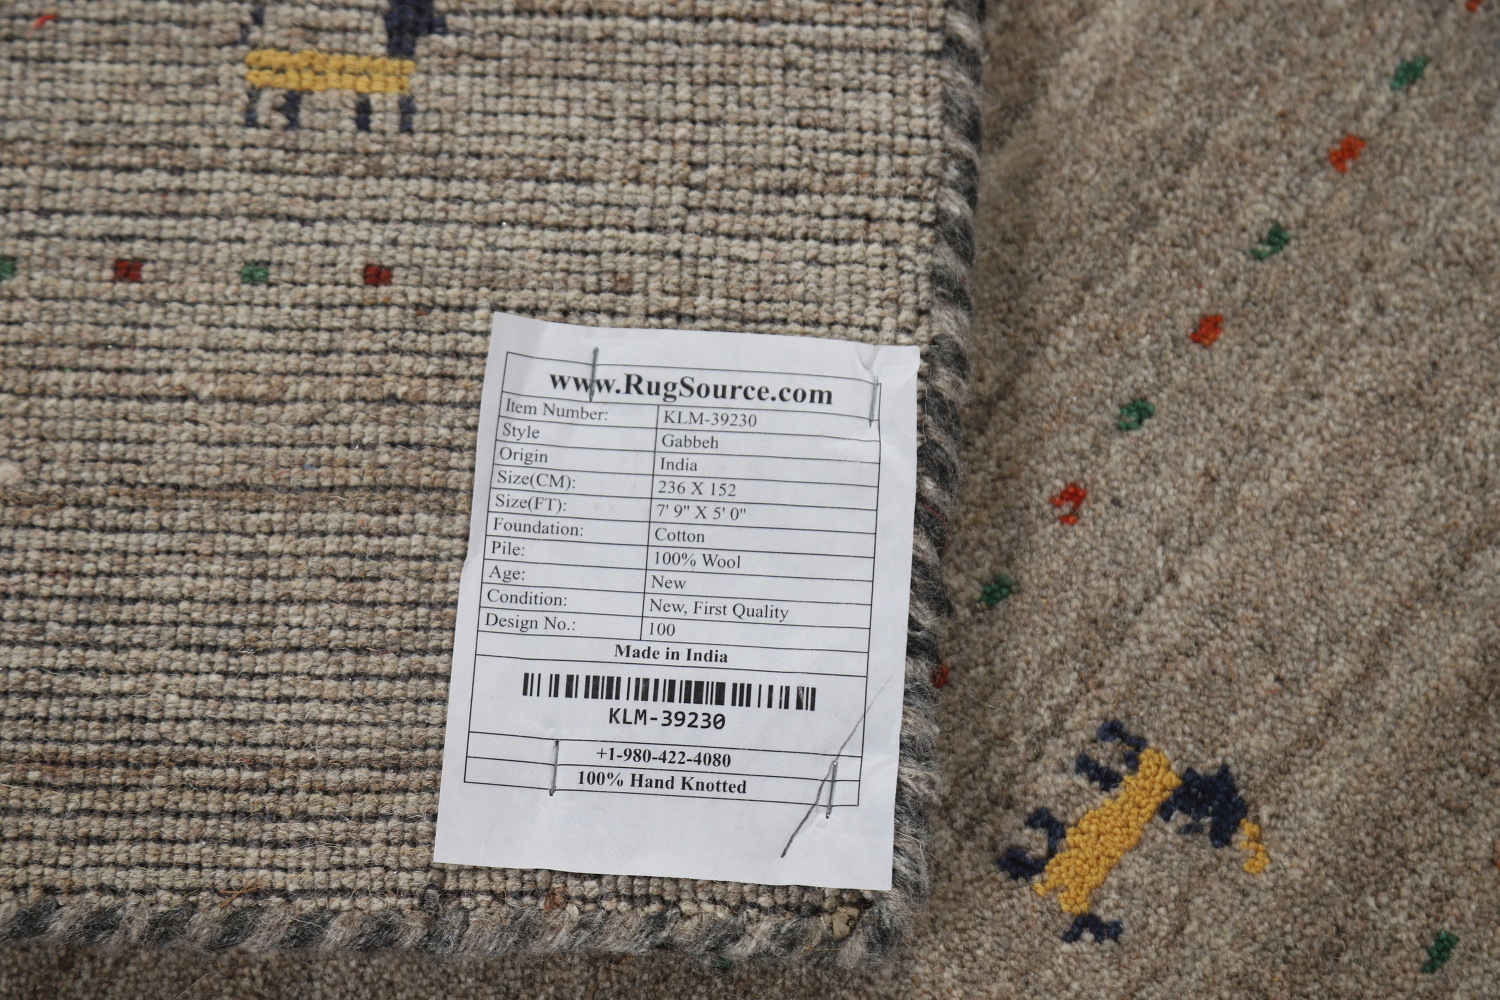 www.RugSource.com
Item Number: KLM-39230
Style Gabbeh
Origin India
Size(CM): 236 X 152
Size(FT): 7' 9" X 5' 0"
Foundation: Cotton
Pile: 100% Wool
Age: New
Condition: New, First Quality
Design No.: 100
Made in India
KLM-39230
+1-980-422-4080
100% Hand Knotted